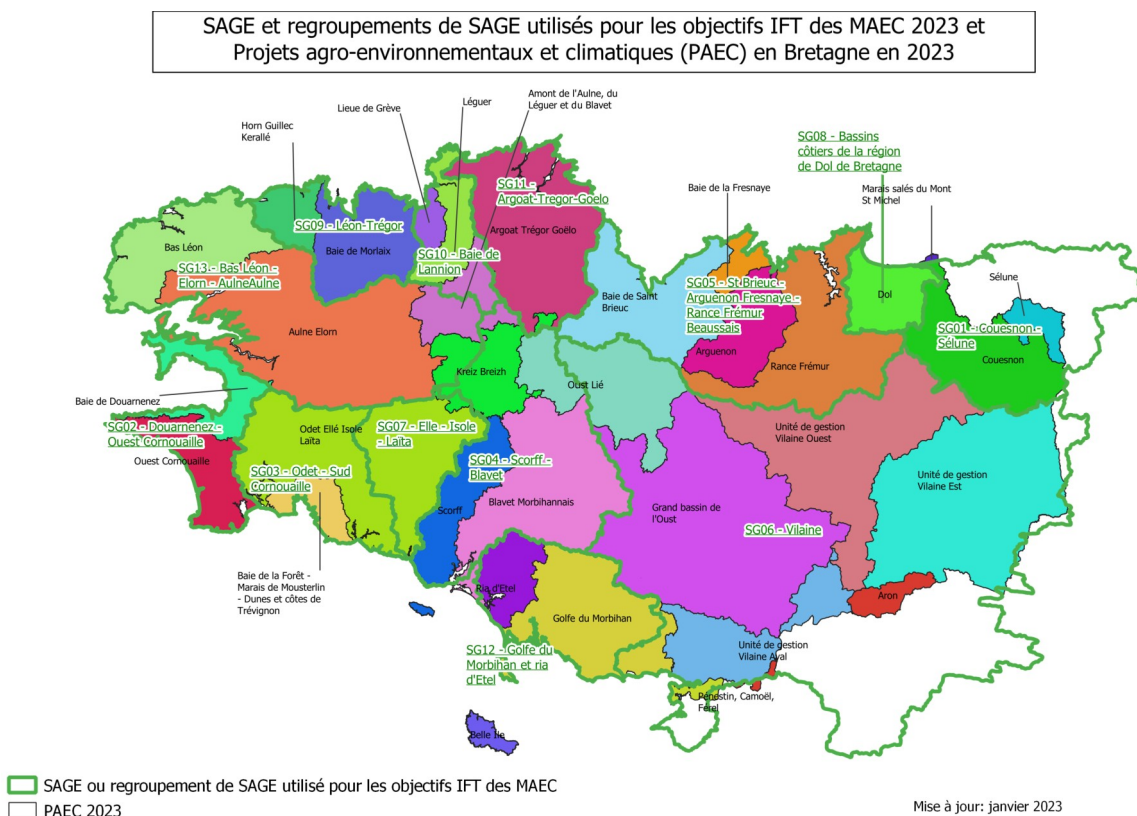 SAGE et regroupements de SAGE utilisés pour les objectifs IFT des MAEC 2023 et
Projets agro-environnementaux et climatiques (PAEC) en Bretagne en 2023
Amont de l'Aulne, du
Léguer et du Blavet
Léguer
Lieue de Grève
Horn Guillec
Kerallé
SG08 - Bassins
côtiers de la région
de Dol de Bretagne
SG11 -
Argoat-Tregor-Goëlo
Baie de la Fresnaye
Marais salés du Mont
St Michel
SG09 - Léon-Trégor
Argoat Trégor Goëlo
Bas Léon
Baie de Morlaix
SG10 - Baie de
Lannion
SG13 - Bas Léon -
Elorn - AulneAulne
Sélune
SG05 - St Brieuc -
Arguenon Fresnaye -
Rance Frémur
Beaussais
Baie de Saint
Brieuc
Dol
Aulne Elorn
SG01 - Couesnon -
Sélune
Arguenon
Rance Frémur
Couesnon
Kreiz Breizh
Oust Lié
Baie de Douarnenez
SG02 - Douarnenez -
Ouest Cornouaille
Odet Ellé Isole
Laïta
SG07 - Elle - Isole
- Laïta
Unité de gestion
Vilaine Ouest
Ouest Cornouaille
SG04 - Scorff -
Blavet
SG03 - Odet - Sud
Cornouaille
Unité de gestion
Vilaine Est
Blavet Morbihannais
Scorff
Grand bassin de
l'Oust
SG06 - Vilaine
Baie de la Forêt -
Marais de Mousterlin
- Dunes et côtes de
Trévignon
Ria d'Etel
Aron
Golfe du Morbihan
SG12 - Golfe du
Morbihan et ria
d'Etel
Unité de gestion
Vilaine Aval
Pénestin, Camoël,
Férel
Belle Ile
SAGE ou regroupement de SAGE utilisé pour les objectifs IFT des MAEC
PAEC 2023
Mise à jour: janvier 2023